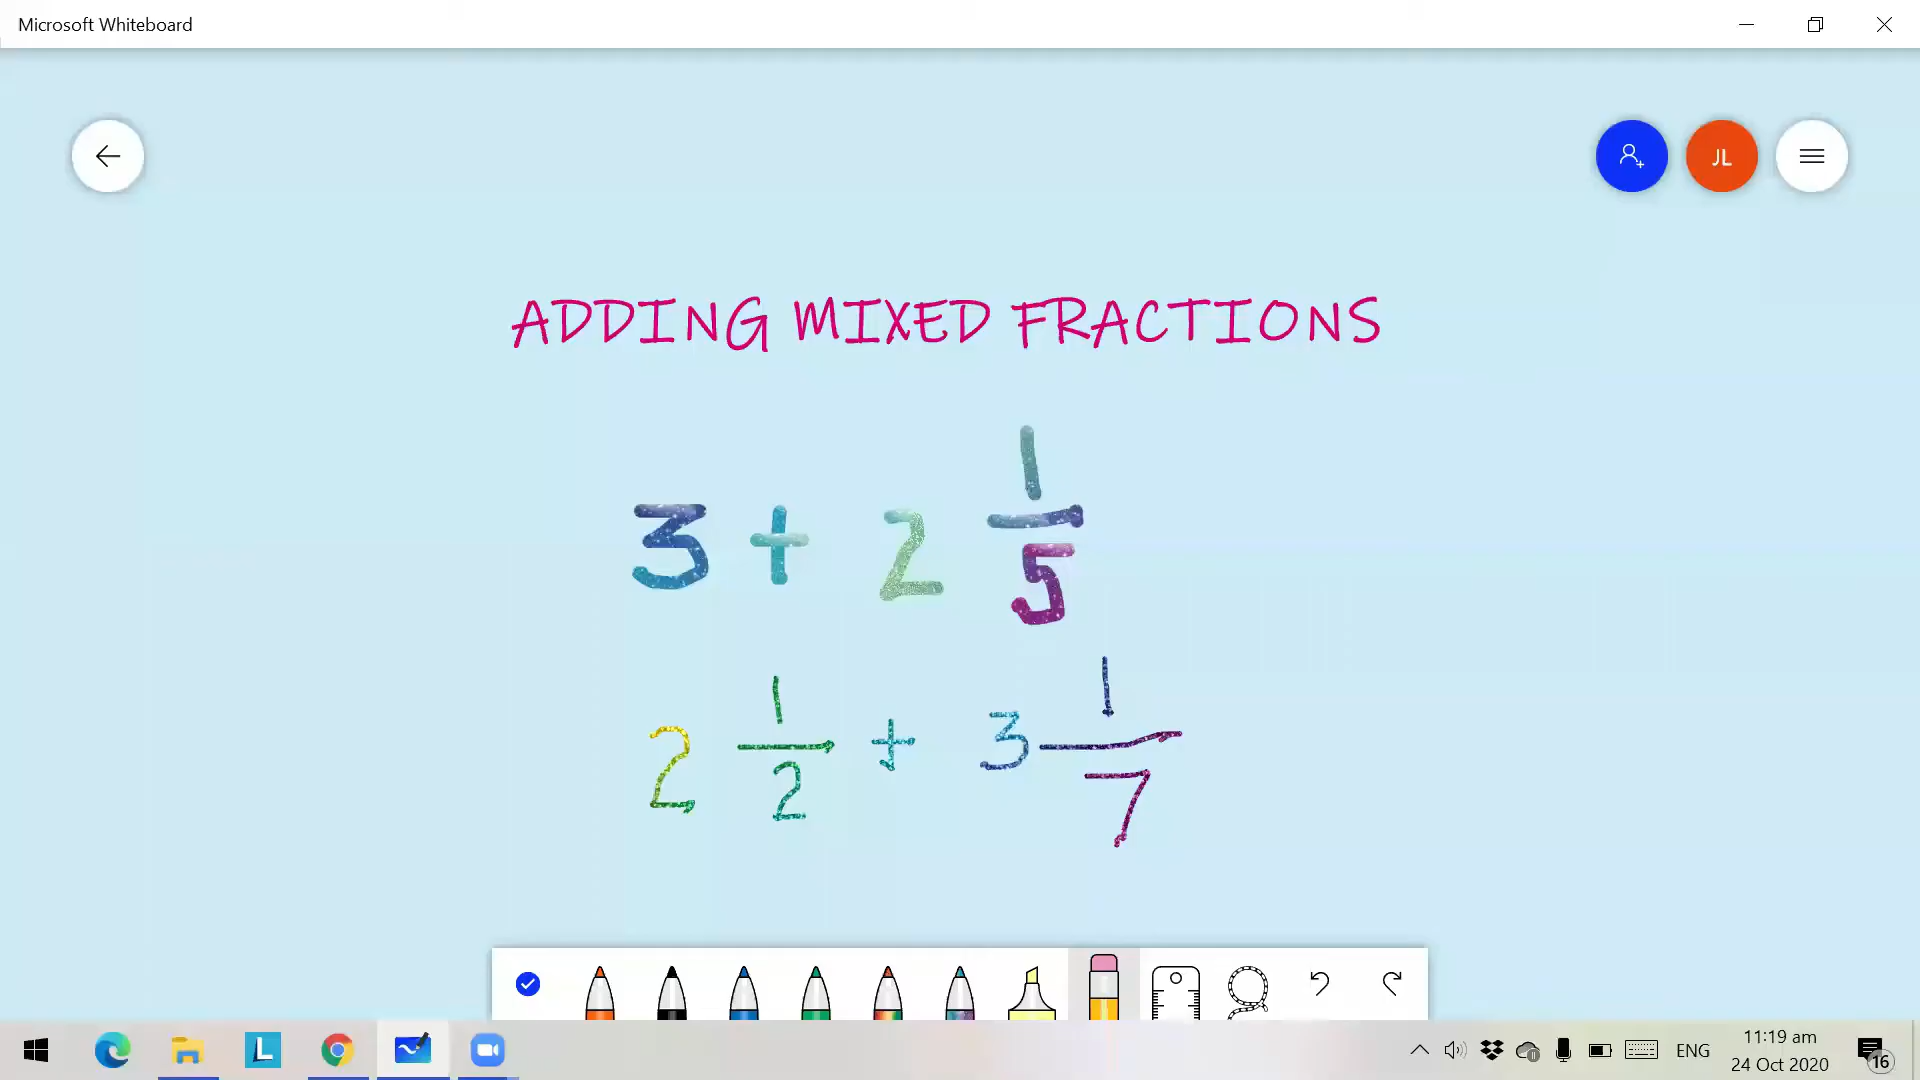 Microsoft Whiteboard
JL
ADDING MIXED FRACTIONS
3 + 2 1/5
2 1/2 + 3 1/7
L
ENG
11:19 am
24 Oct 2020
16